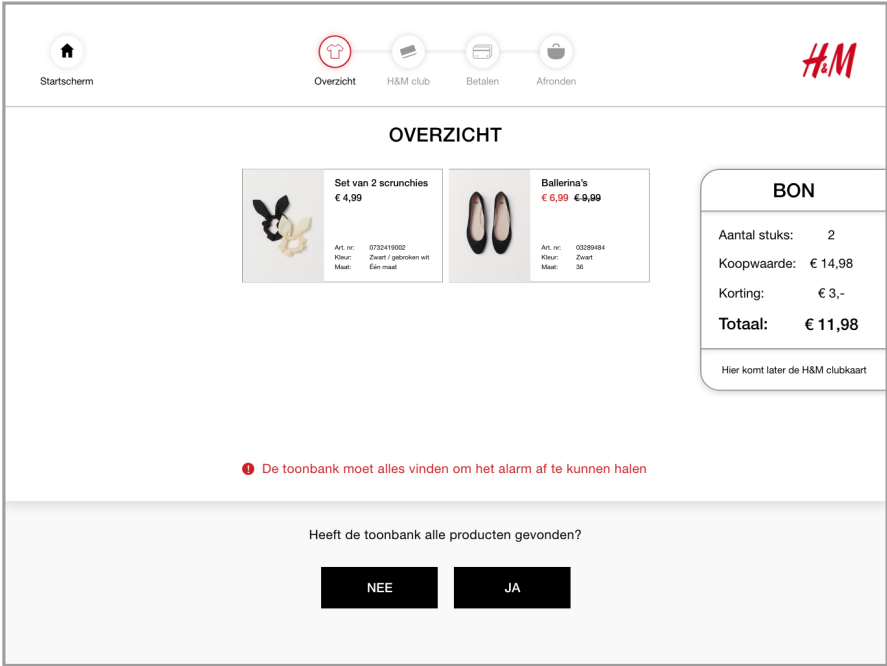 Startscherm
Overzicht
H&M club
Betalen
Afronden
H&M
OVERZICHT
Set van 2 scrunchies
€ 4,99
Art. nr: 0732419002
Kleur: Zwart / gebroken wit
Maat: Één maat
Ballerina's
€ 6,99 € 9,99
Art. nr: 03289484
Kleur: Zwart
Maat: 36
BON
Aantal stuks: 2
Koopwaarde: € 14,98
Korting: € 3,-
Totaal: € 11,98
Hier komt later de H&M clubkaart
De toonbank moet alles vinden om het alarm af te kunnen halen
Heeft de toonbank alle producten gevonden?
NEE
JA